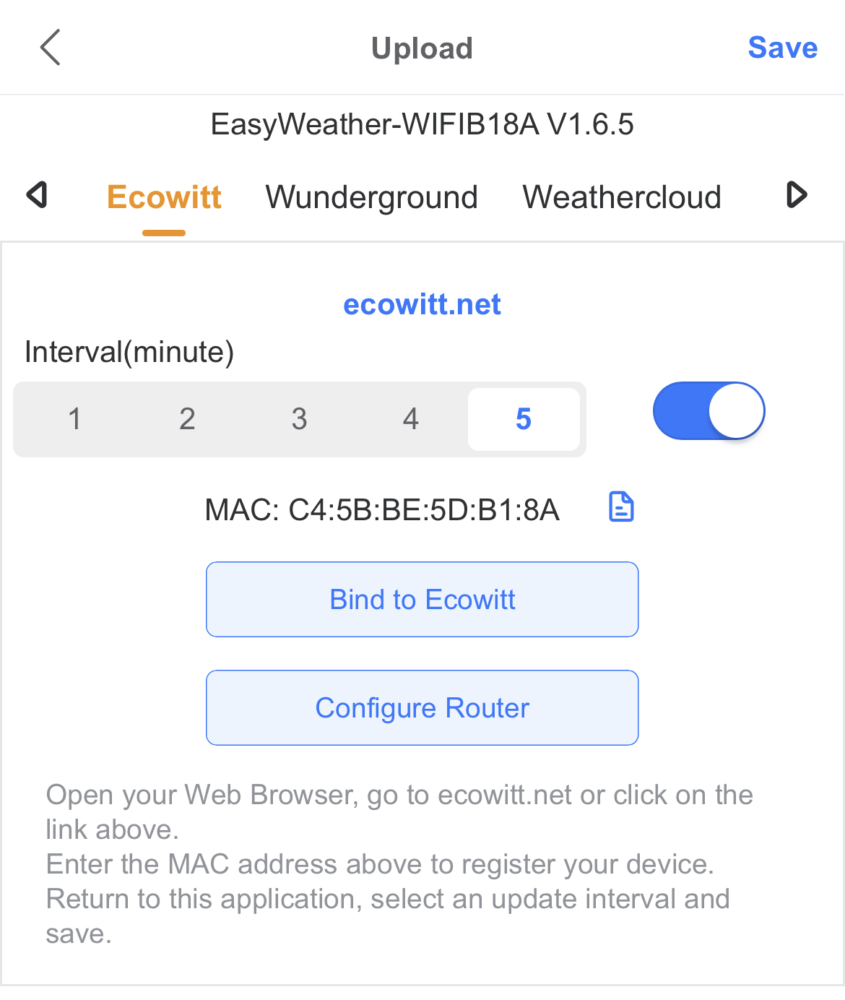 Upload
Save
EasyWeather-WIFIB18A V1.6.5
Ecowitt Wunderground Weathercloud
ecowitt.net
Interval(minute)
1 2 3 4 5
MAC: C4:5B:BE:5D:B1:8A
Bind to Ecowitt
Configure Router
Open your Web Browser, go to ecowitt.net or click on the
link above.
Enter the MAC address above to register your device.
Return to this application, select an update interval and
save.